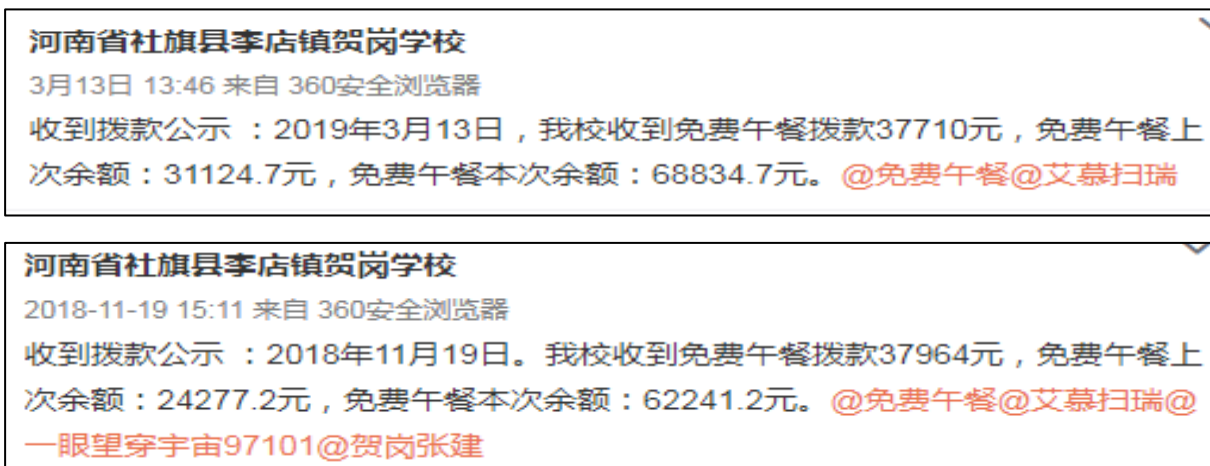 河南省社旗县李店镇贺岗学校
3月13日 13:46 来自 360安全浏览器
收到拨款公示 ：2019年3月13日，我校收到免费午餐拨款37710元，免费午餐上
次余额：31124.7元，免费午餐本次余额：68834.7元。@免费午餐@艾慕扫瑞
河南省社旗县李店镇贺岗学校
2018-11-19 15:11 来自 360安全浏览器
收到拨款公示 ：2018年11月19日。我校收到免费午餐拨款37964元，免费午餐上
次余额：24277.2元，免费午餐本次余额：62241.2元。@免费午餐@艾慕扫瑞@
一眼望穿宇宙97101@贺岗张建